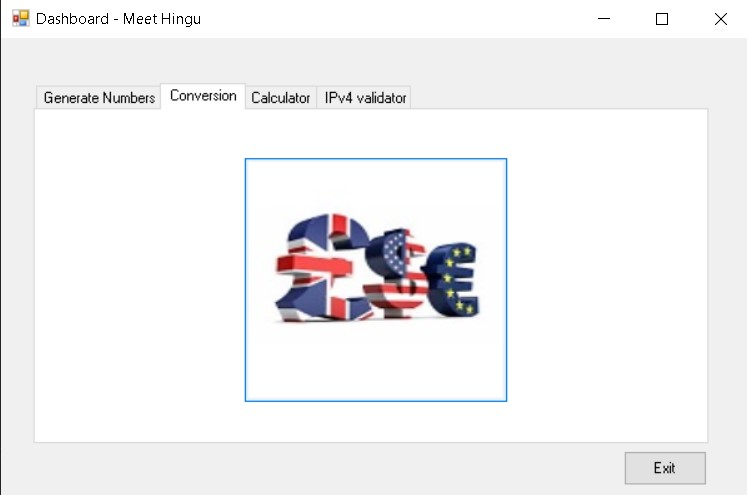 Dashboard - Meet Hingu
Generate Numbers Conversion Calculator IPv4 validator
£$€
Exit